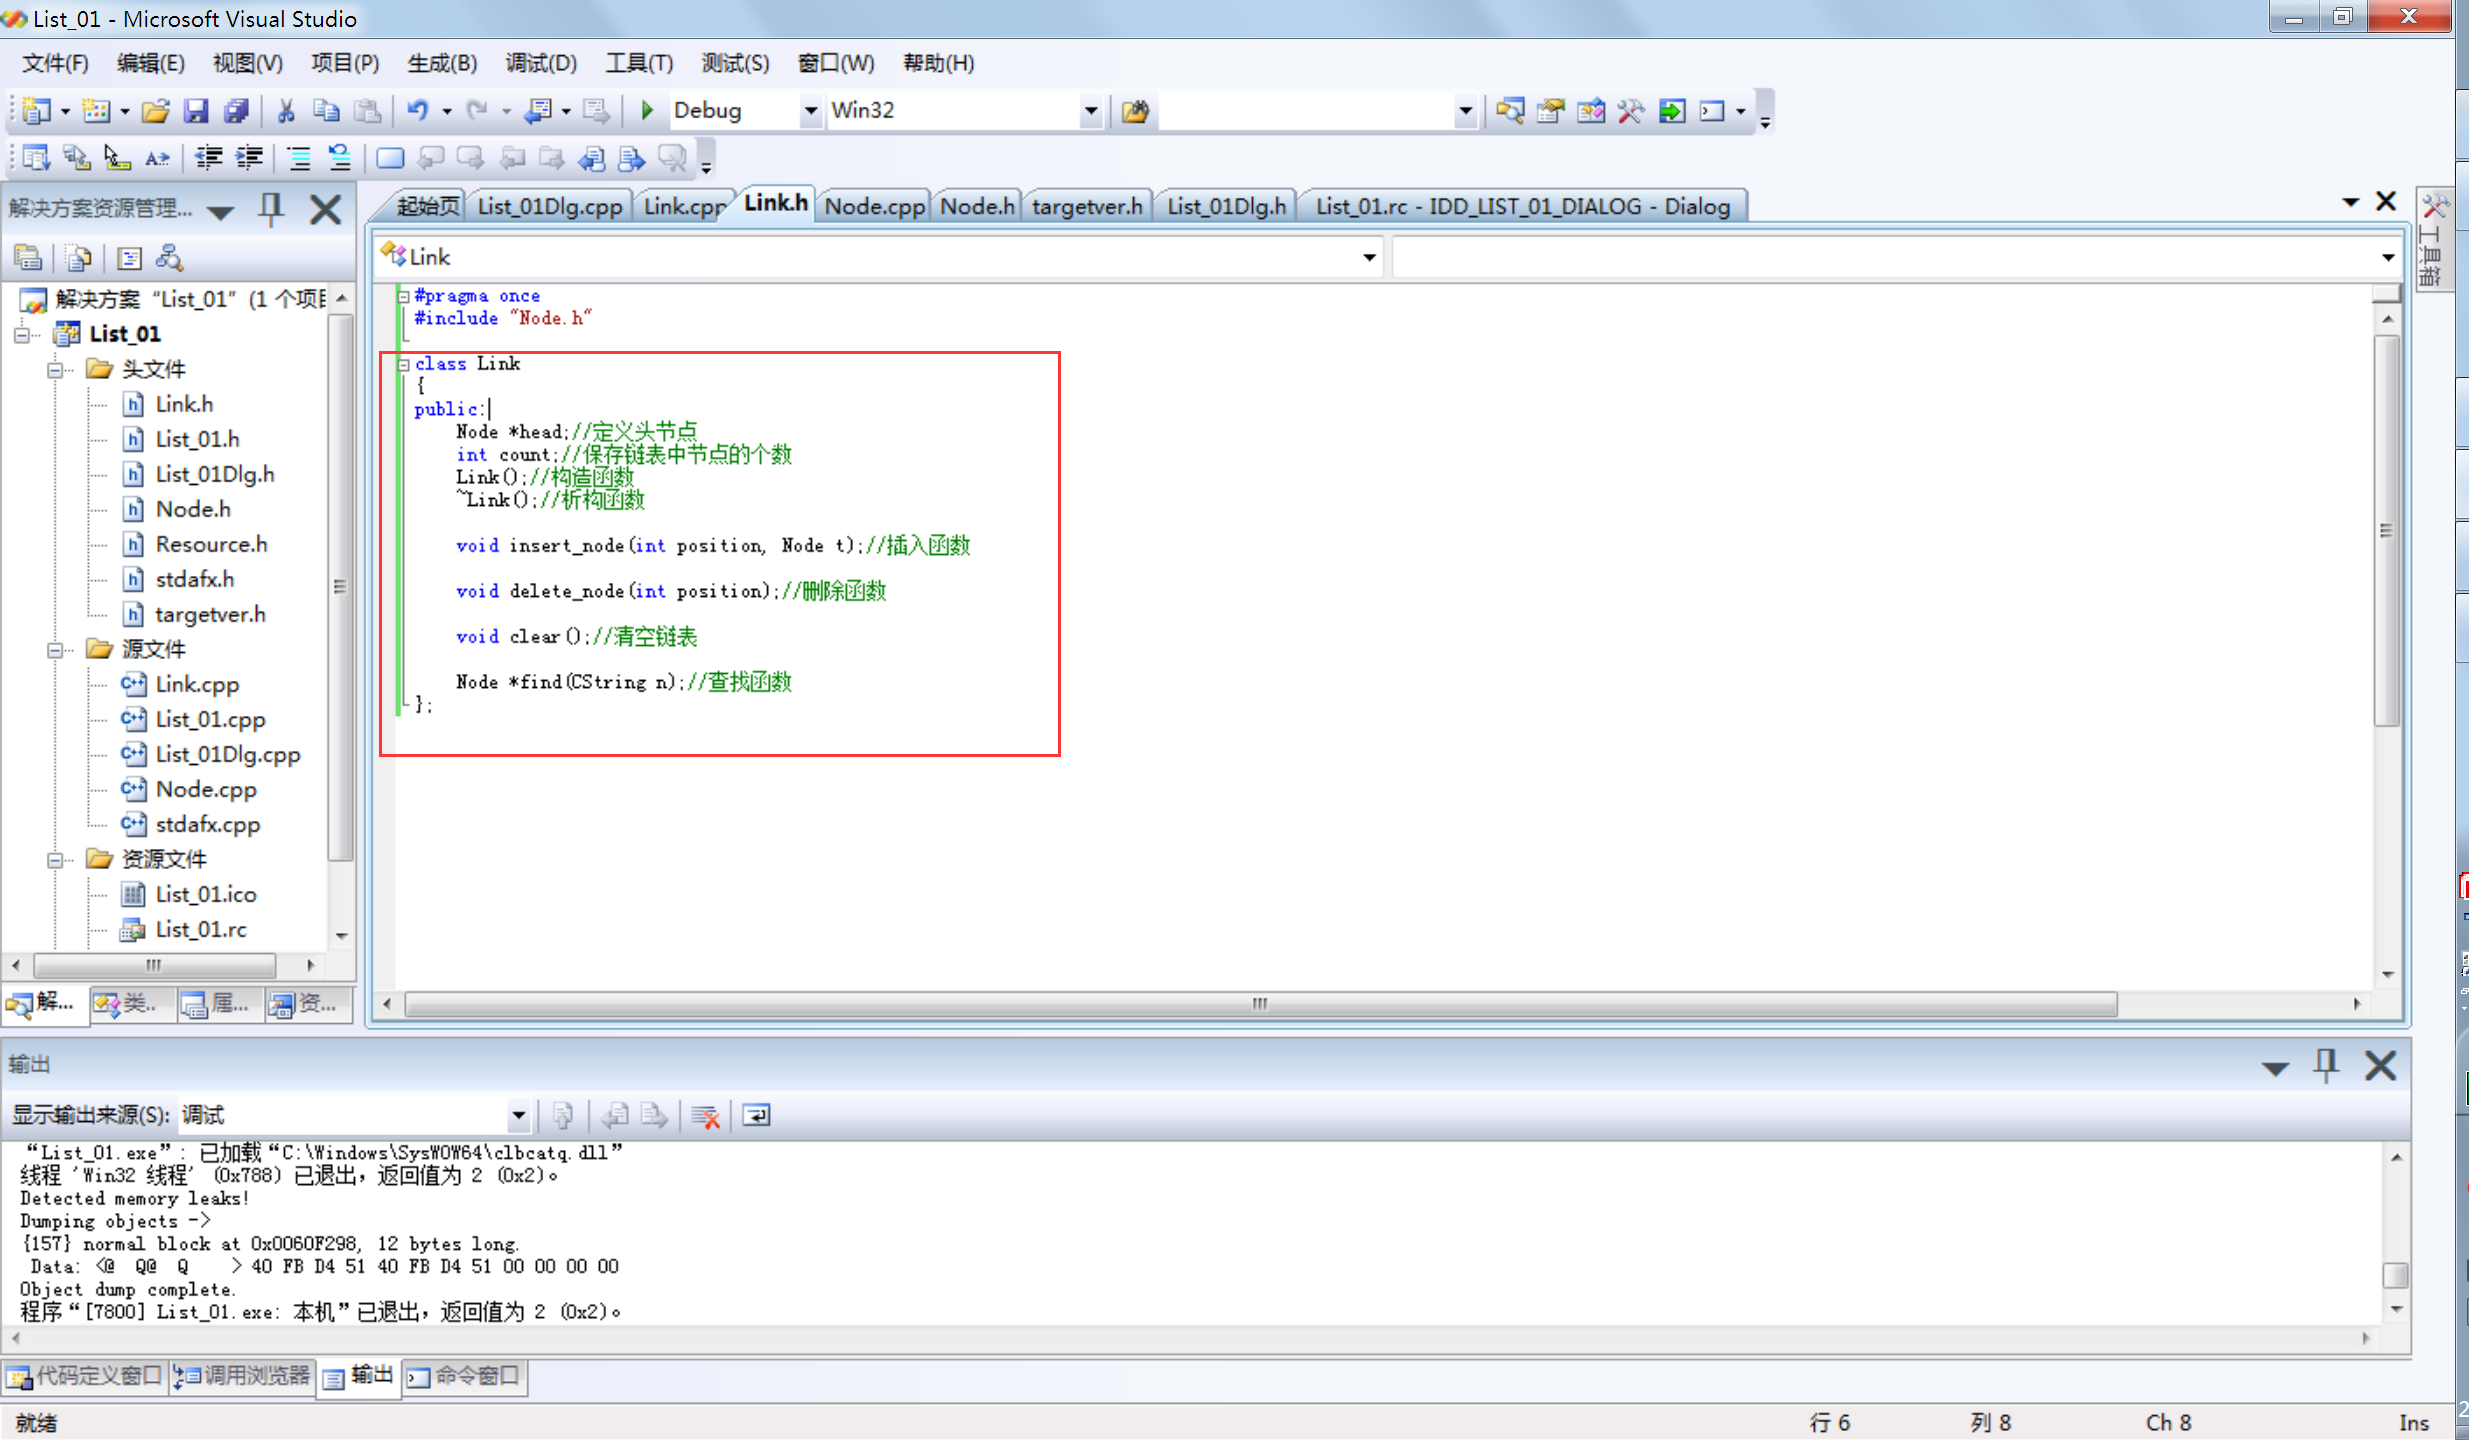 List_01 - Microsoft Visual Studio
文件(F) 编辑(E) 视图(V) 项目(P) 生成(B) 调试(D) 工具(T) 测试(S) 窗口(W) 帮助(H)
Debug Win32
解决方案资源管理...
解决方案 “List_01” (1 个项目
List_01
头文件
Link.h
List_01.h
List_01Dlg.h
Node.h
Resource.h
stdafx.h
targetver.h
源文件
Link.cpp
List_01.cpp
List_01Dlg.cpp
Node.cpp
stdafx.cpp
资源文件
List_01.ico
List_01.rc
解... 类.. 属... 资...
起始页 List_01Dlg.cpp Link.cpp Link.h Node.cpp Node.h targetver.h List_01Dlg.h List_01.rc - IDD_LIST_01_DIALOG - Dialog
Link
#pragma once
#include "Node.h"
class Link
{
public:
Node *head;//定义头节点
int count;//保存链表中节点的个数
Link();//构造函数
~Link();//析构函数
void insert_node(int position, Node t);//插入函数
void delete_node(int position);//删除函数
void clear();//清空链表
Node *find(CString n);//查找函数
};
工具箱
输出
显示输出来源(S): 调试
“List_01.exe”: 已加载“C:\Windows\SysWOW64\clbcatq.dll”
线程 'Win32 线程' (0x788) 已退出，返回值为 2 (0x2)。
Detected memory leaks!
Dumping objects ->
{157} normal block at 0x0060F298, 12 bytes long.
Data: <@  Q@  Q    > 40 FB D4 51 40 FB D4 51 00 00 00 00
Object dump complete.
程序“[7800] List_01.exe: 本机”已退出，返回值为 2 (0x2)。
代码定义窗口 调用浏览器 输出 命令窗口
就绪 行 6 列 8 Ch 8 Ins